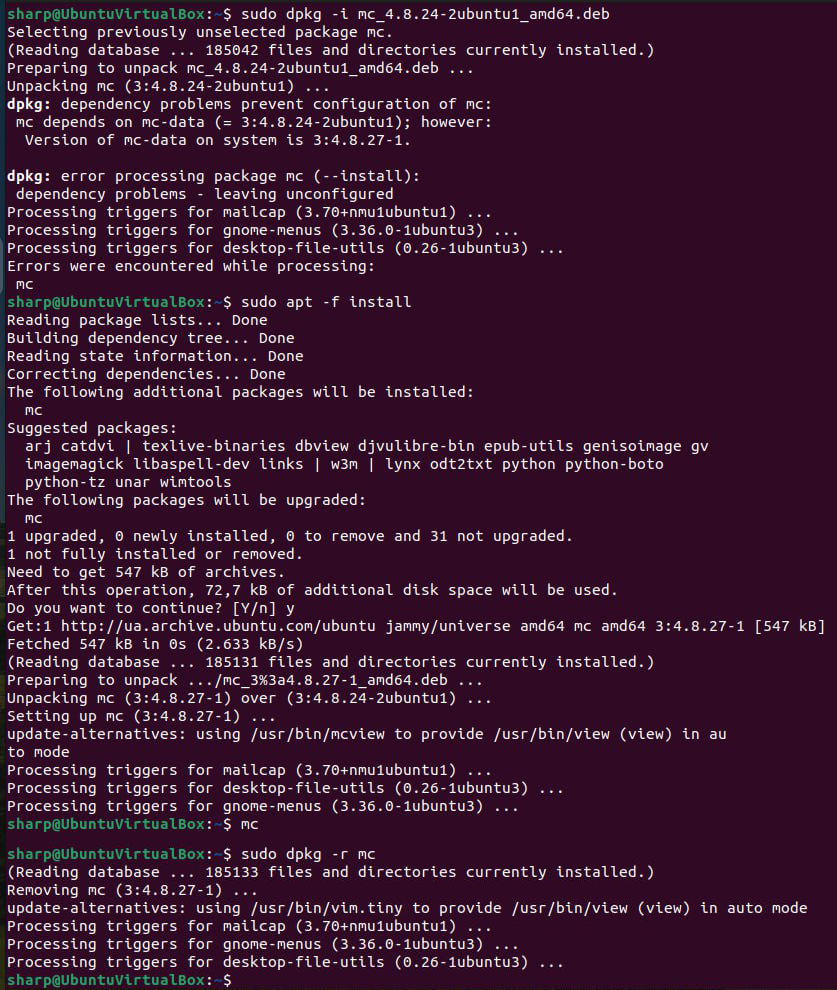 sharp@UbuntuVirtualBox:~$ sudo dpkg -i mc_4.8.24-2ubuntu1_amd64.deb
Selecting previously unselected package mc.
(Reading database ... 185042 files and directories currently installed.)
Preparing to unpack mc_4.8.24-2ubuntu1_amd64.deb ...
Unpacking mc (3:4.8.24-2ubuntu1) ...
dpkg: dependency problems prevent configuration of mc:
 mc depends on mc-data (= 3:4.8.24-2ubuntu1); however:
  Version of mc-data on system is 3:4.8.27-1.

dpkg: error processing package mc (--install):
 dependency problems - leaving unconfigured
Processing triggers for mailcap (3.70+nmu1ubuntu1) ...
Processing triggers for gnome-menus (3.36.0-1ubuntu3) ...
Processing triggers for desktop-file-utils (0.26-1ubuntu3) ...
Errors were encountered while processing:
 mc
sharp@UbuntuVirtualBox:~$ sudo apt -f install
Reading package lists... Done
Building dependency tree... Done
Reading state information... Done
Correcting dependencies... Done
The following additional packages will be installed:
  mc
Suggested packages:
  arj catdvi | texlive-binaries dbview djvulibre-bin epub-utils genisoimage gv
  imagemagick libaspell-dev links | w3m | lynx odt2txt python python-boto
  python-tz unar wimtools
The following packages will be upgraded:
  mc
1 upgraded, 0 newly installed, 0 to remove and 31 not upgraded.
1 not fully installed or removed.
Need to get 547 kB of archives.
After this operation, 72,7 kB of additional disk space will be used.
Do you want to continue? [Y/n] y
Get:1 http://ua.archive.ubuntu.com/ubuntu jammy/universe amd64 mc amd64 3:4.8.27-1 [547 kB]
Fetched 547 kB in 0s (2.633 kB/s)
(Reading database ... 185131 files and directories currently installed.)
Preparing to unpack .../mc_3%3a4.8.27-1_amd64.deb ...
Unpacking mc (3:4.8.27-1) over (3:4.8.24-2ubuntu1) ...
Setting up mc (3:4.8.27-1) ...
update-alternatives: using /usr/bin/mcview to provide /usr/bin/view (view) in au
to mode
Processing triggers for mailcap (3.70+nmu1ubuntu1) ...
Processing triggers for desktop-file-utils (0.26-1ubuntu3) ...
Processing triggers for gnome-menus (3.36.0-1ubuntu3) ...
sharp@UbuntuVirtualBox:~$ mc

sharp@UbuntuVirtualBox:~$ sudo dpkg -r mc
(Reading database ... 185133 files and directories currently installed.)
Removing mc (3:4.8.27-1) ...
update-alternatives: using /usr/bin/vim.tiny to provide /usr/bin/view (view) in auto mode
Processing triggers for mailcap (3.70+nmu1ubuntu1) ...
Processing triggers for gnome-menus (3.36.0-1ubuntu3) ...
Processing triggers for desktop-file-utils (0.26-1ubuntu3) ...
sharp@UbuntuVirtualBox:~$